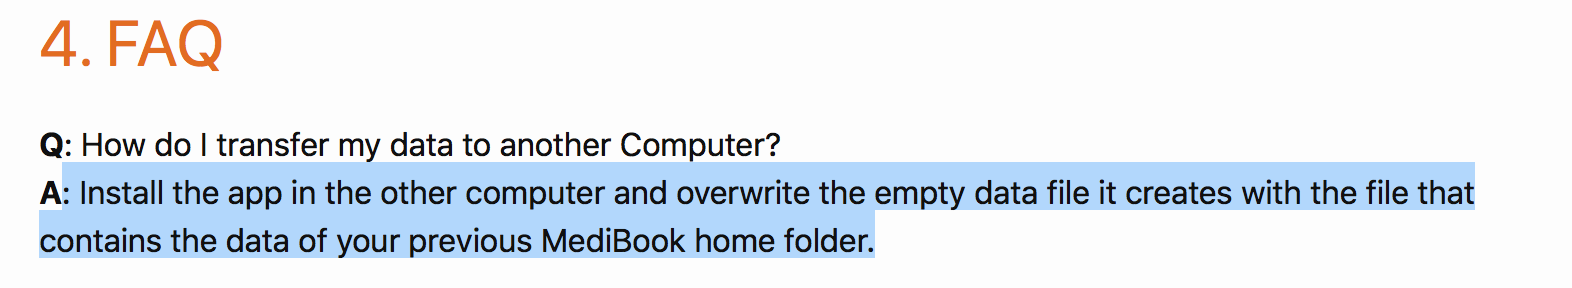 4. FAQ
Q: How do I transfer my data to another Computer?
A: Install the app in the other computer and overwrite the empty data file it creates with the file that
contains the data of your previous MediBook home folder.